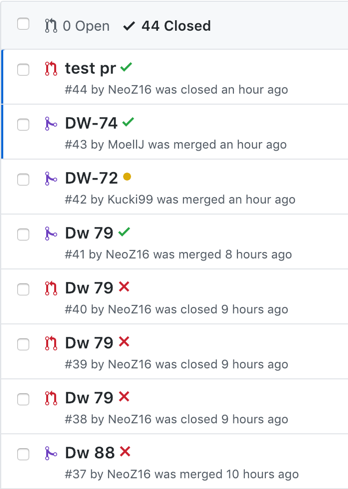 0 Open 44 Closed
test pr
#44 by NeoZ16 was closed an hour ago
DW-74
#43 by MoellJ was merged an hour ago
DW-72
#42 by Kucki99 was merged an hour ago
Dw 79
#41 by NeoZ16 was merged 8 hours ago
Dw 79
#40 by NeoZ16 was closed 9 hours ago
Dw 79
#39 by NeoZ16 was closed 9 hours ago
Dw 79
#38 by NeoZ16 was closed 9 hours ago
Dw 88
#37 by NeoZ16 was merged 10 hours ago